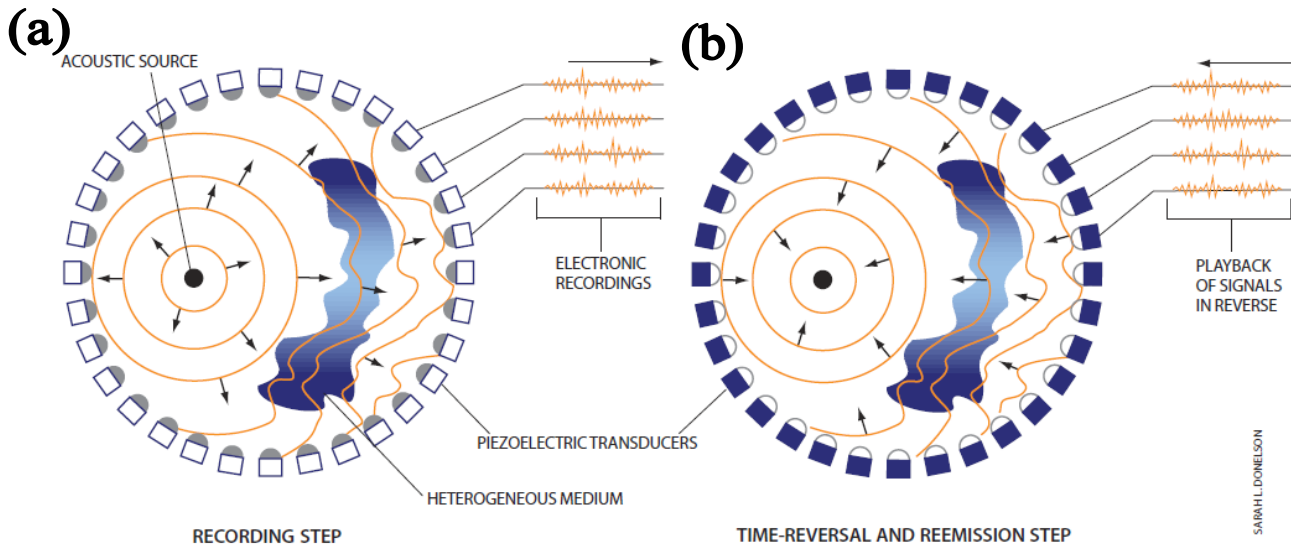 (a)
ACOUSTIC SOURCE
ELECTRONIC
RECORDINGS
PIEZOELECTRIC TRANSDUCERS
HETEROGENEOUS MEDIUM
RECORDING STEP
(b)
PLAYBACK
OF SIGNALS
IN REVERSE
TIME-REVERSAL AND REEMISSION STEP
SARAH L. DONELSON